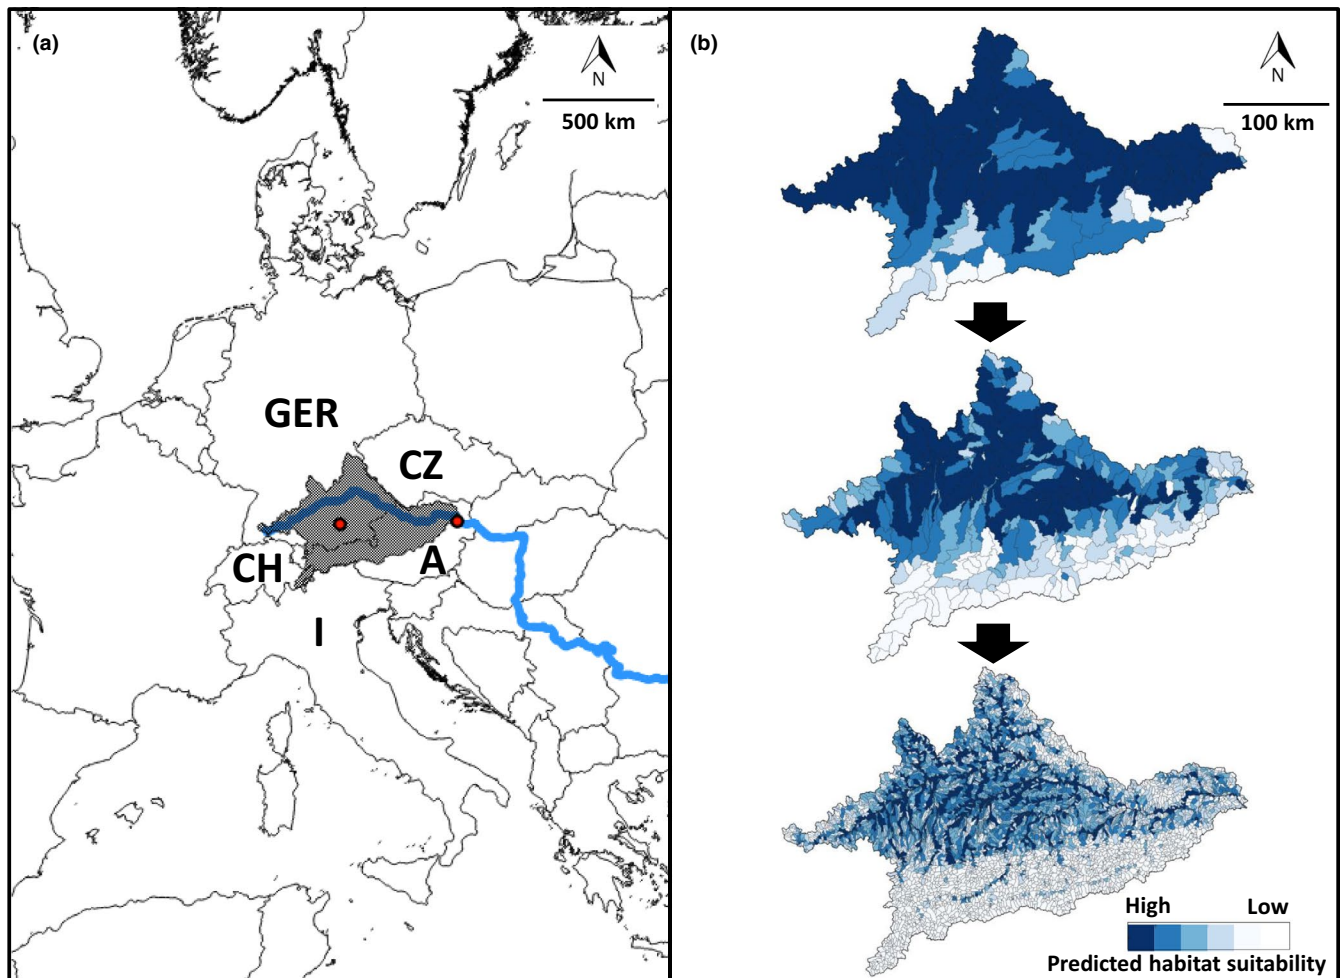 (a)
N
500 km
GER
CZ
CH
A
I
(b)
N
100 km
High Low
Predicted habitat suitability